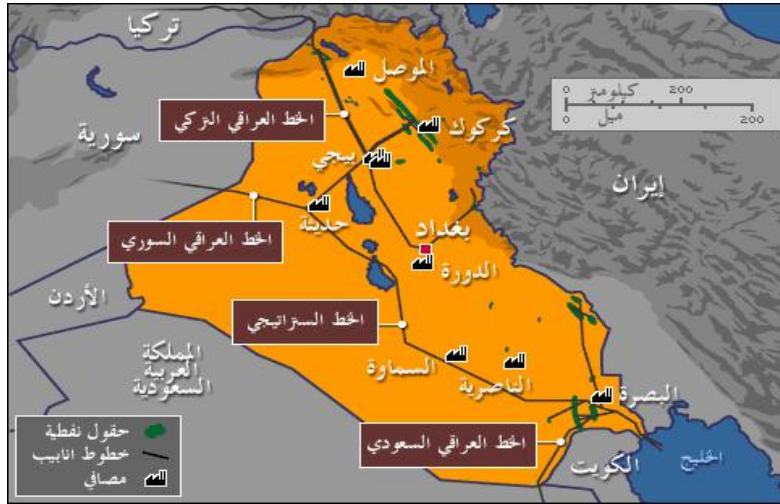 تركيا
الموصل
كيلومتر
0 200
ميل
0 200
الخط العراقي التركي
كركوك
سورية
بيجي
إيران
حديثة
بغداد
الخط العراقي السوري
الدورة
الأردن
الخط الستراتيجي
المملكة
العربية
السعودية
السماوة
الناصرية
البصرة
حقول نفطية
خطوط انابيب
مصافي
الخط العراقي السعودي
الكويت
الخليج